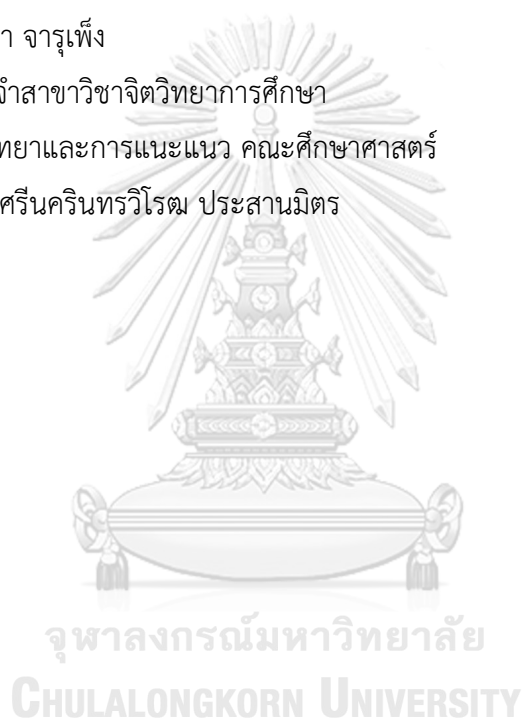 า จารุเพ็ง
จำสาขาวิชาจิตวิทยาการศึกษา
ทยาและการแนะแนว คณะศึกษาศาสตร์
ศรีนครินทรวิโรฒ ประสานมิตร
จุฬาลงกรณ์มหาวิทยาลัย
CHULALONGKORN UNIVERSITY